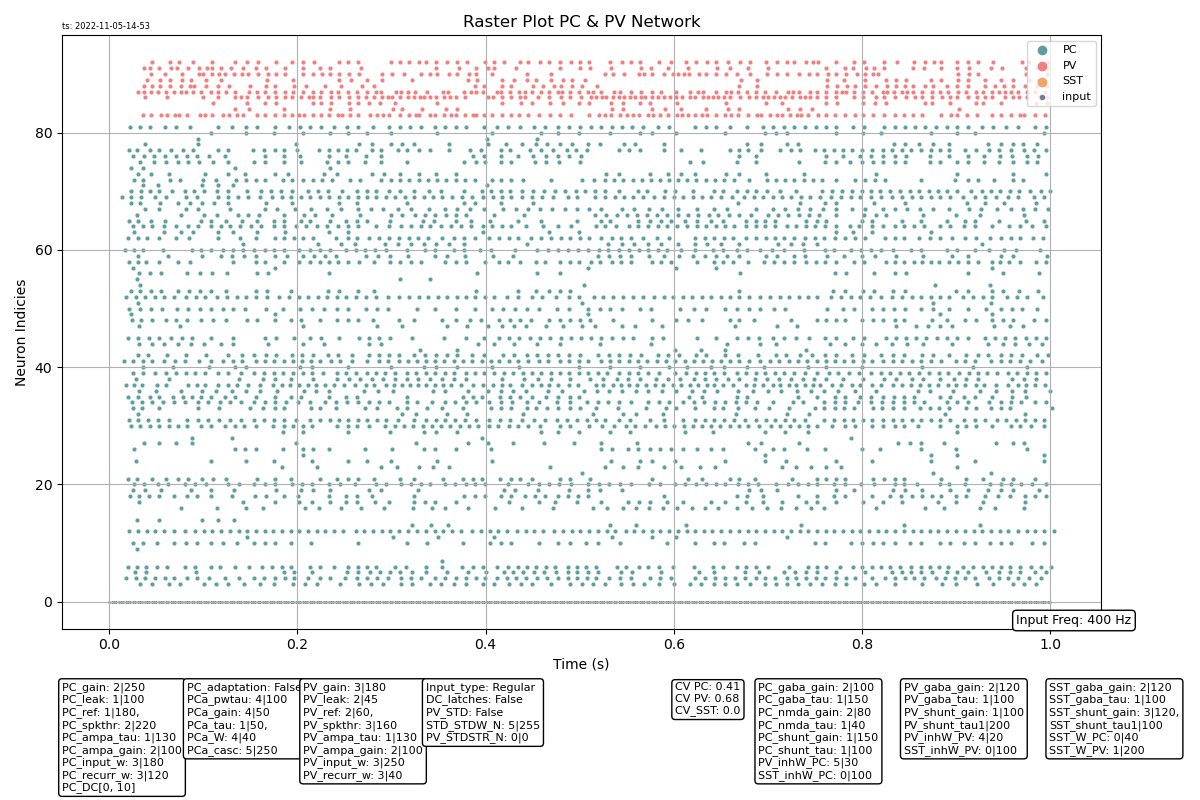 ts: 2022-11-05-14-53
Raster Plot PC & PV Network
PC
PV
SST
input
Neuron Indicies
80
60
40
20
0
0.0
0.2
0.4
0.6
0.8
1.0
Time (s)
Input Freq: 400 Hz
PC_gain: 2|250
PC_leak: 1|100
PC_ref: 1|180,
PC_spkthr: 2|220
PC_ampa_tau: 1|130
PC_ampa_gain: 2|100
PC_input_w: 3|180
PC_recurr_w: 3|120
PC_DC[0, 10]
PC_adaptation: False
PCa_pwtau: 4|100
PCa_gain: 4|50
PCa_tau: 1|50,
PCa_W: 4|40
PCa_casc: 5|250
PV_gain: 3|180
PV_leak: 2|45
PV_ref: 2|60,
PV_spkthr: 3|160
PV_ampa_tau: 1|130
PV_ampa_gain: 2|100
PV_input_w: 3|250
PV_recurr_w: 3|40
Input_type: Regular
DC_latches: False
PV_STD: False
STD_STDW_N: 5|255
PV_STDSTR_N: 0|0
CV PC: 0.41
CV PV: 0.68
CV_SST: 0.0
PC_gaba_gain: 2|100
PC_gaba_tau: 1|150
PC_nmda_gain: 2|80
PC_nmda_tau: 1|40
PC_shunt_gain: 1|150
PC_shunt_tau: 1|100
PV_inhW_PC: 5|30
SST_inhW_PC: 0|100
PV_gaba_gain: 2|120
PV_gaba_tau: 1|100
PV_shunt_gain: 1|100
PV_shunt_tau1|200
PV_inhW_PV: 4|20
SST_inhW_PV: 0|100
SST_gaba_gain: 2|120
SST_gaba_tau: 1|100
SST_shunt_gain: 3|120,
SST_shunt_tau1|100
SST_W_PC: 0|40
SST_W_PV: 1|200